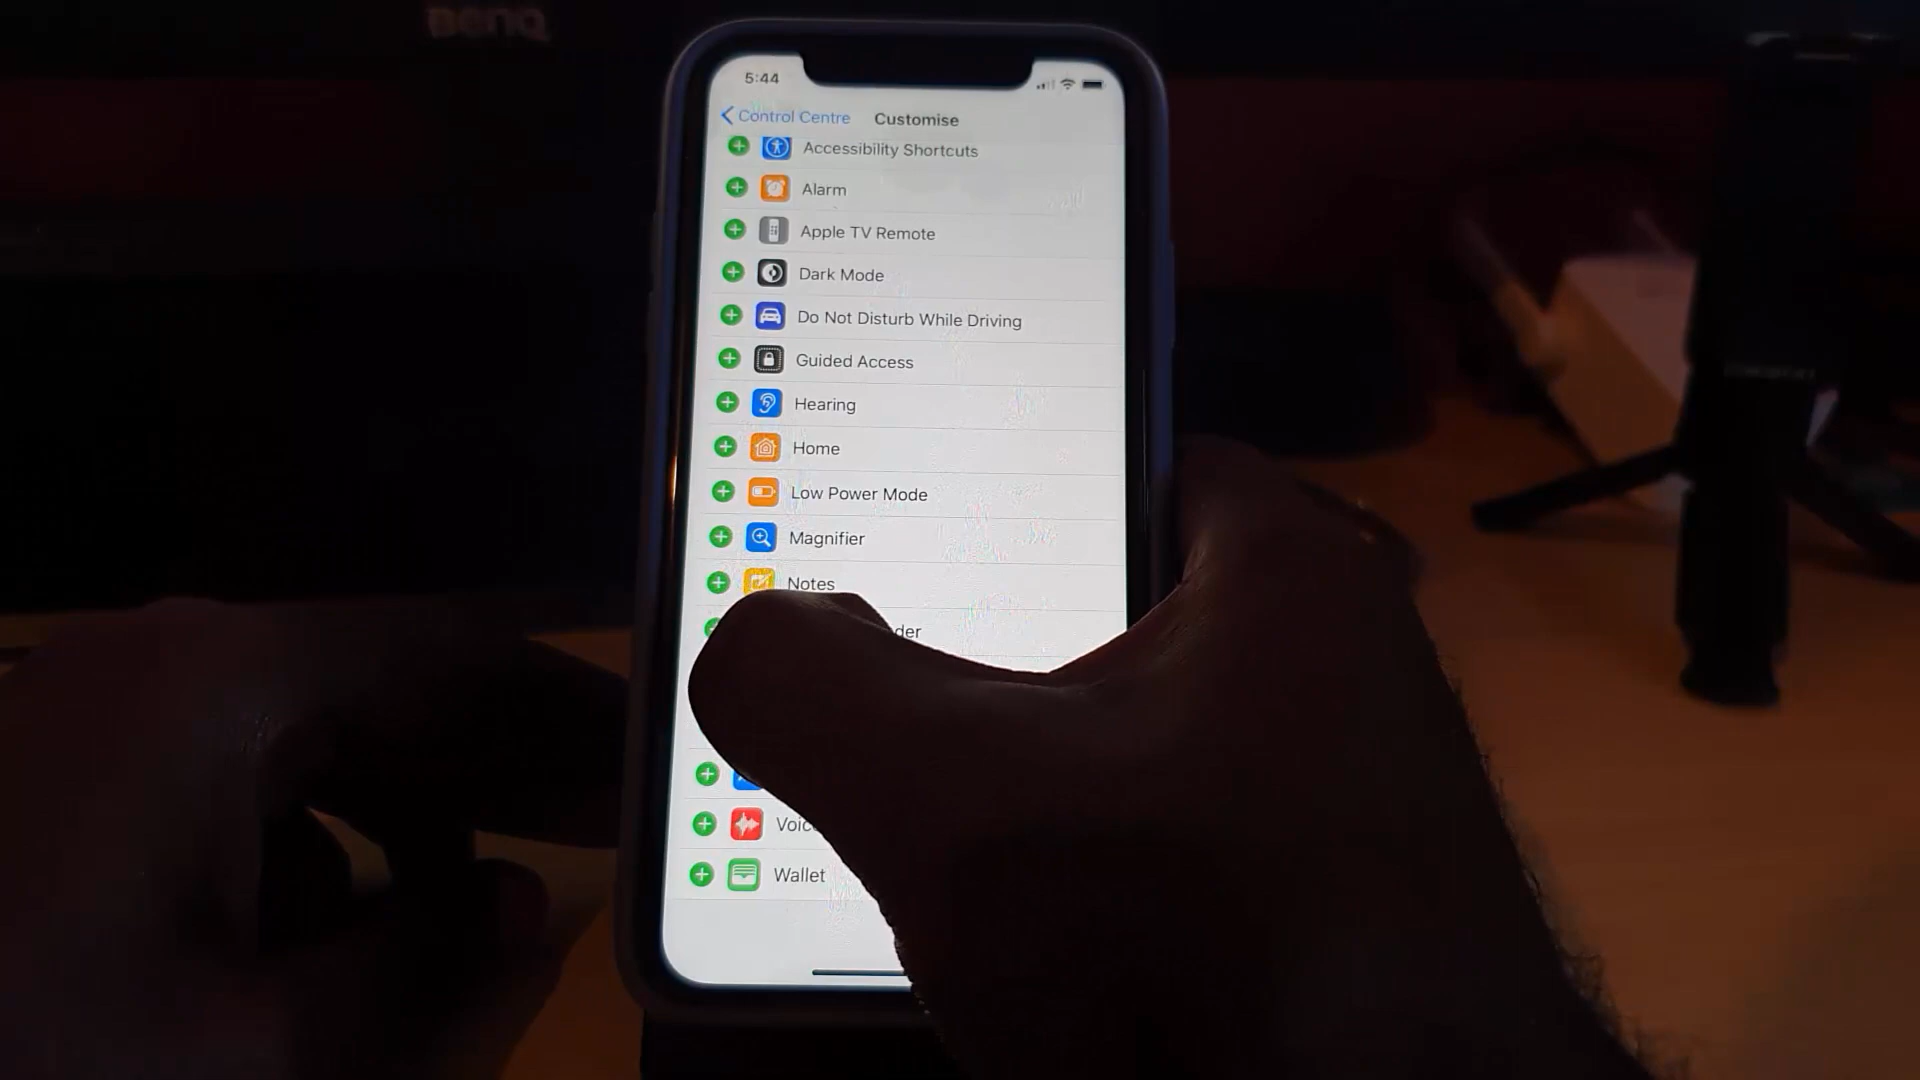 BenQ
5:44
Control Centre Customise
Accessibility Shortcuts
Alarm
Apple TV Remote
Dark Mode
Do Not Disturb While Driving
Guided Access
Hearing
Home
Low Power Mode
Magnifier
Notes
Wallet